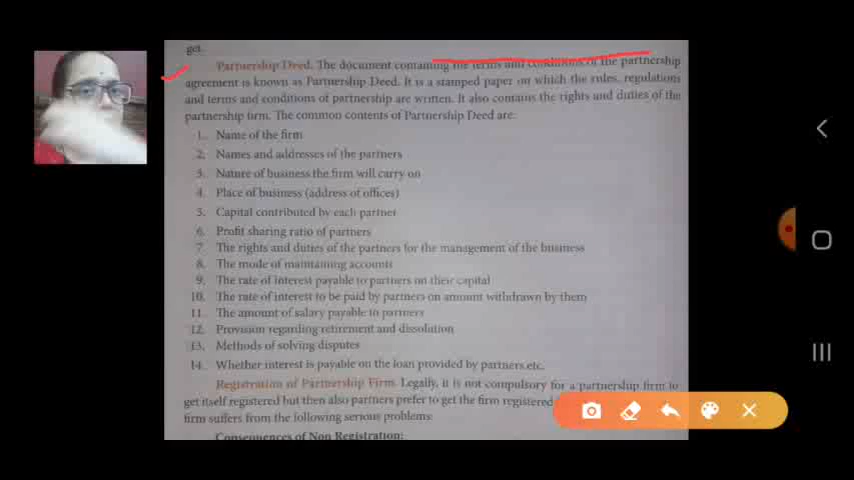 get.
Partnership Deed. The document containing the terms and conditions of the partnership
agreement is known as Partnership Deed. It is a stamped paper on which the rules, regulations
and terms and conditions of partnership are written. It also contains the rights and duties of the
partnership firm. The common contents of Partnership Deed are:
1. Name of the firm
2. Names and addresses of the partners
3. Nature of business the firm will carry on
4. Place of business (address of offices)
5. Capital contributed by each partner
6. Profit sharing ratio of partners
7. The rights and duties of the partners for the management of the business
8. The mode of maintaining accounts
9. The rate of interest payable to partners on their capital
10. The rate of interest to be paid by partners on amount withdrawn by them
11. The amount of salary payable to partners
12. Provision regarding retirement and dissolation
13. Methods of solving disputes
14. Whether interest is payable on the loan provided by partners.etc.
Registration of Partnership Firm. Legally, it is not compulsory for a partnership firm to
get itself registered but then also partners prefer to get the firm registered
firm suffers from the following serious problems:
Consequences of Non Registration: